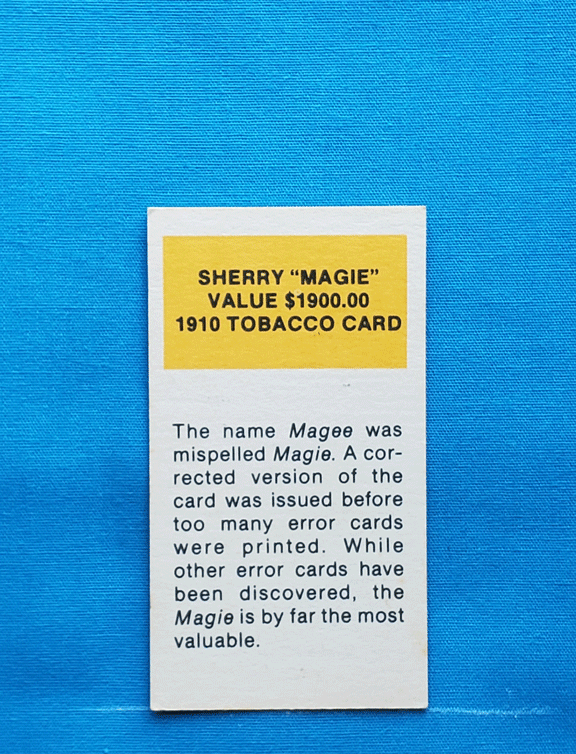 SHERRY “MAGIE”
VALUE $1900.00
1910 TOBACCO CARD
The name Magee was
mispelled Magie. A cor-
rected version of the
card was issued before
too many error cards
were printed. While
other error cards have
been discovered, the
Magie is by far the most
valuable.